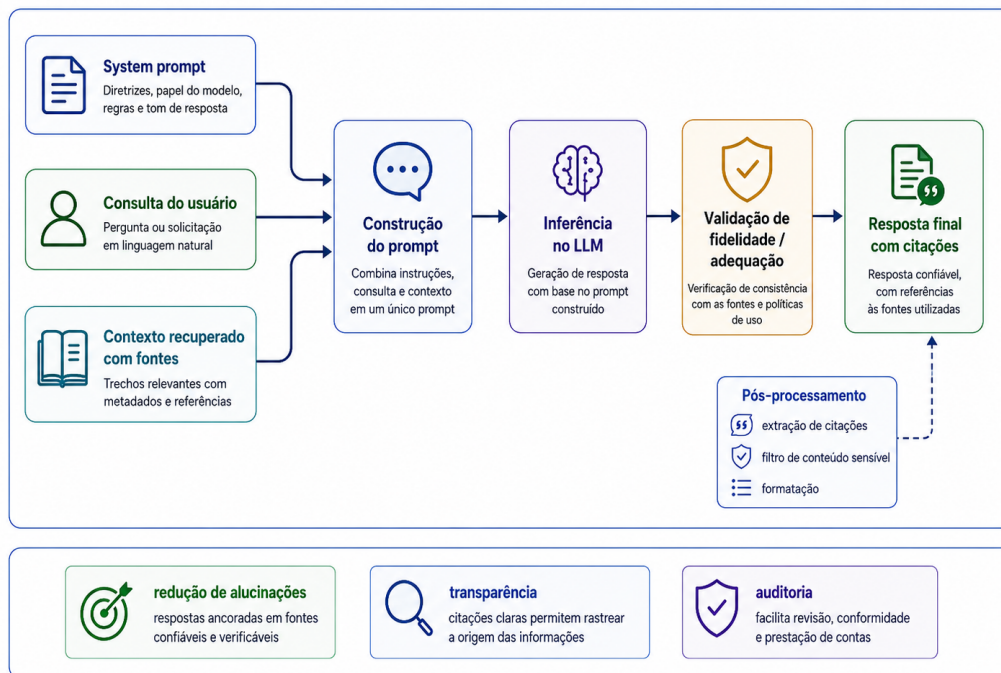 System prompt
Diretrizes, papel do modelo,
regras e tom de resposta
Consulta do usuário
Pergunta ou solicitação
em linguagem natural
Contexto recuperado
com fontes
Trechos relevantes com
metadados e referências
Construção
do prompt
Combina instruções,
consulta e contexto
em um único prompt
Inferência
no LLM
Geração de resposta
com base no prompt
construído
Validação de
fidelidade /
adequação
Verificação de consistência
com as fontes e políticas
de uso
Resposta final
com citações
Resposta confiável,
com referências
às fontes utilizadas
Pós-processamento
extração de citações
filtro de conteúdo sensível
formatação
redução de alucinações
respostas ancoradas em fontes
confiáveis e verificáveis
transparência
citações claras permitem rastrear
a origem das informações
auditoria
facilita revisão, conformidade
e prestação de contas